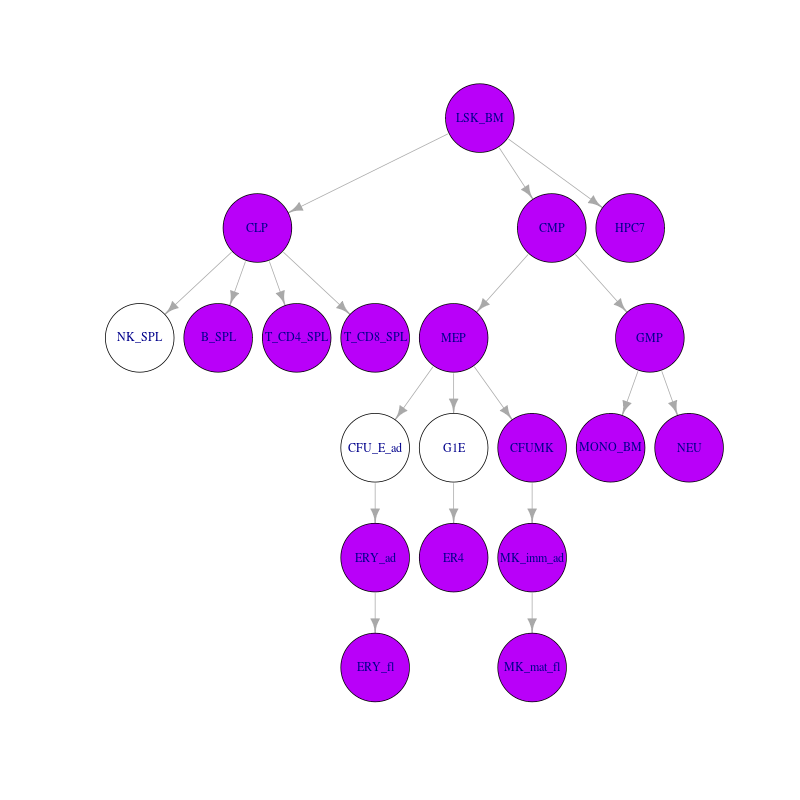 LSK_BM
CLP
CMP
HPC7
NK_SPL
B_SPL
T_CD4_SPL
T_CD8_SPL
MEP
GMP
CFU_E_ad
G1E
CFUMK
MONO_BM
NEU
ERY_ad
ER4
MK_imm_ad
ERY_fl
MK_mat_fl